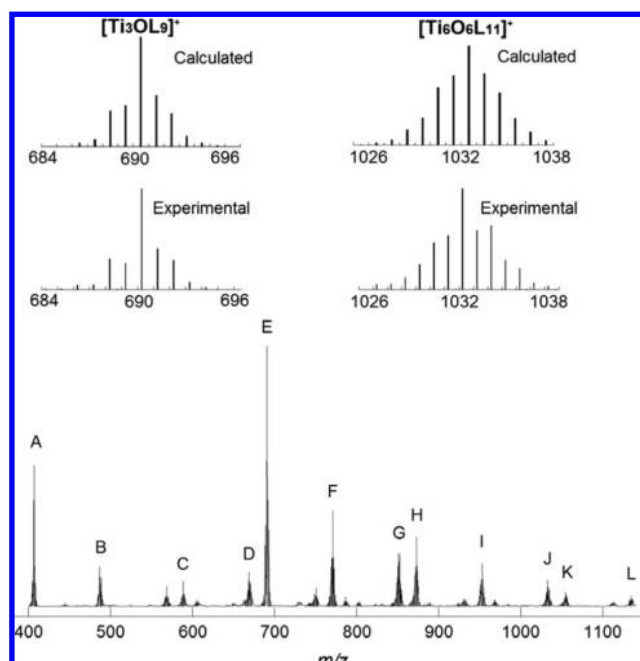 [Ti₃OL₉]⁺ [Ti₆O₆L₁₁]⁺
Calculated Calculated
684 690 696 1026 1032 1038
Experimental Experimental
684 690 696 1026 1032 1038
E
A
F
H
G
B D I
C J
K L
400 500 600 700 800 900 1000 1100
m/z